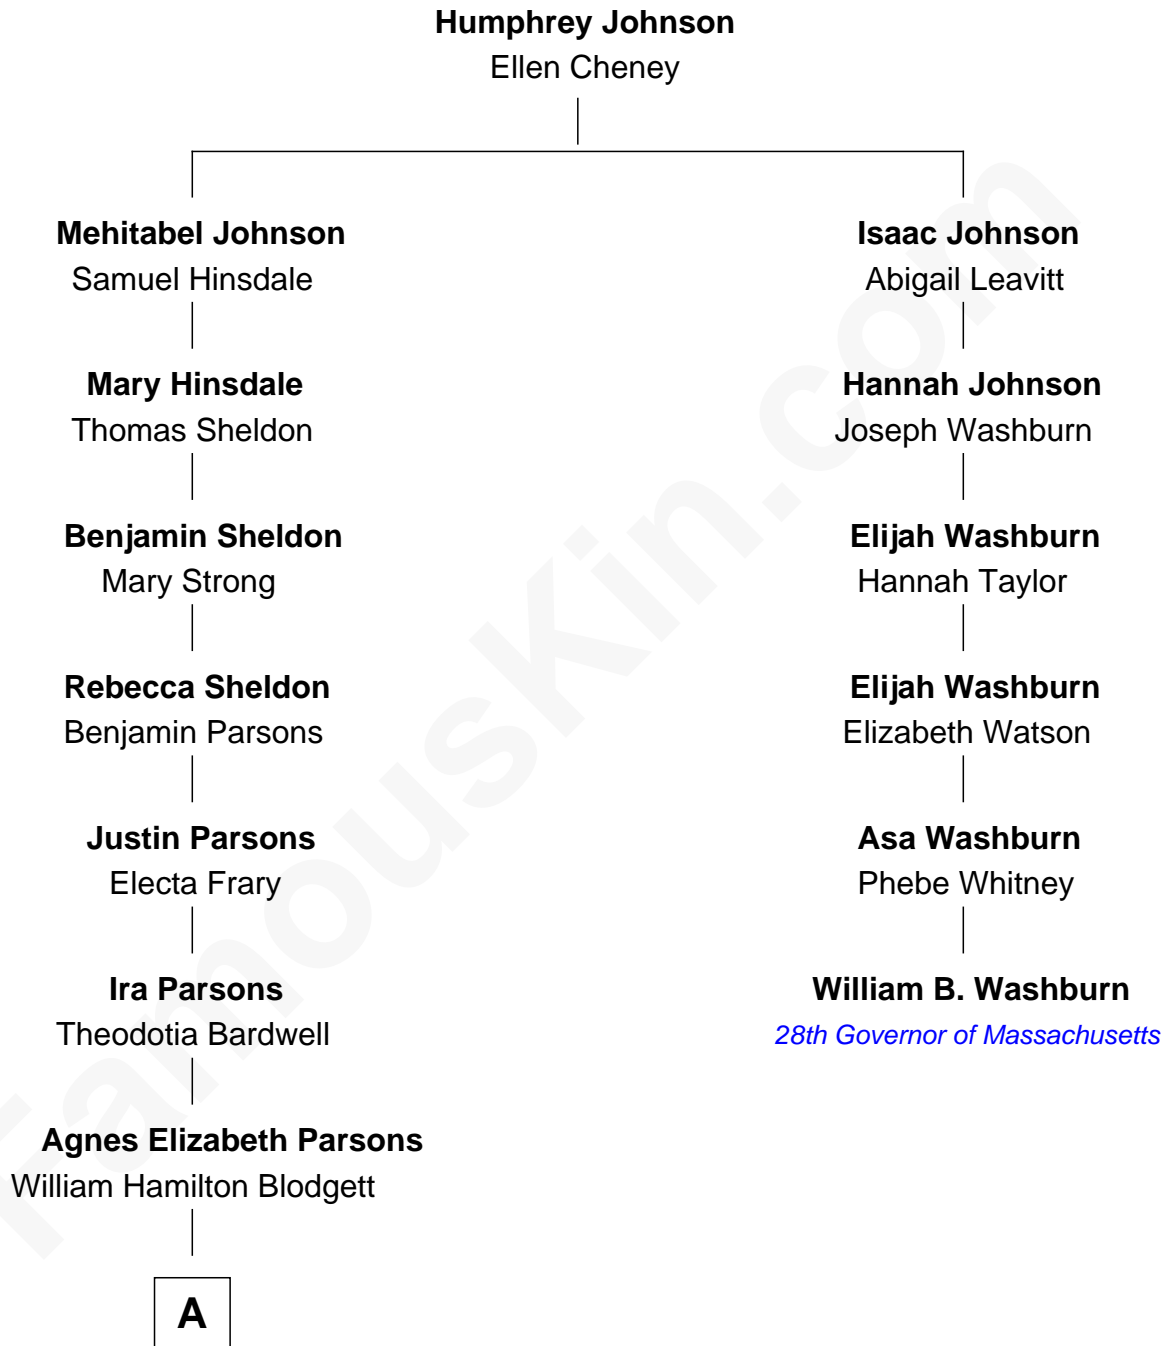 Humphrey Johnson
Ellen Cheney
Mehitabel Johnson
Samuel Hinsdale
Isaac Johnson
Abigail Leavitt
Mary Hinsdale
Thomas Sheldon
Hannah Johnson
Joseph Washburn
Benjamin Sheldon
Mary Strong
Elijah Washburn
Hannah Taylor
Rebecca Sheldon
Benjamin Parsons
Elijah Washburn
Elizabeth Watson
Justin Parsons
Electa Frary
Asa Washburn
Phebe Whitney
Ira Parsons
Theodotia Bardwell
William B. Washburn
28th Governor of Massachusetts
Agnes Elizabeth Parsons
William Hamilton Blodgett
A
FamousKin.com